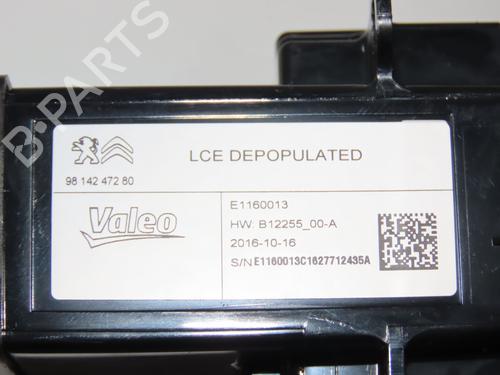 LCE DEPOPULATED
98 142 472 80
Valeo
E1160013
HW: B12255_00-A
2016-10-16
S/N E1160013C1627712435A
B-PARTS